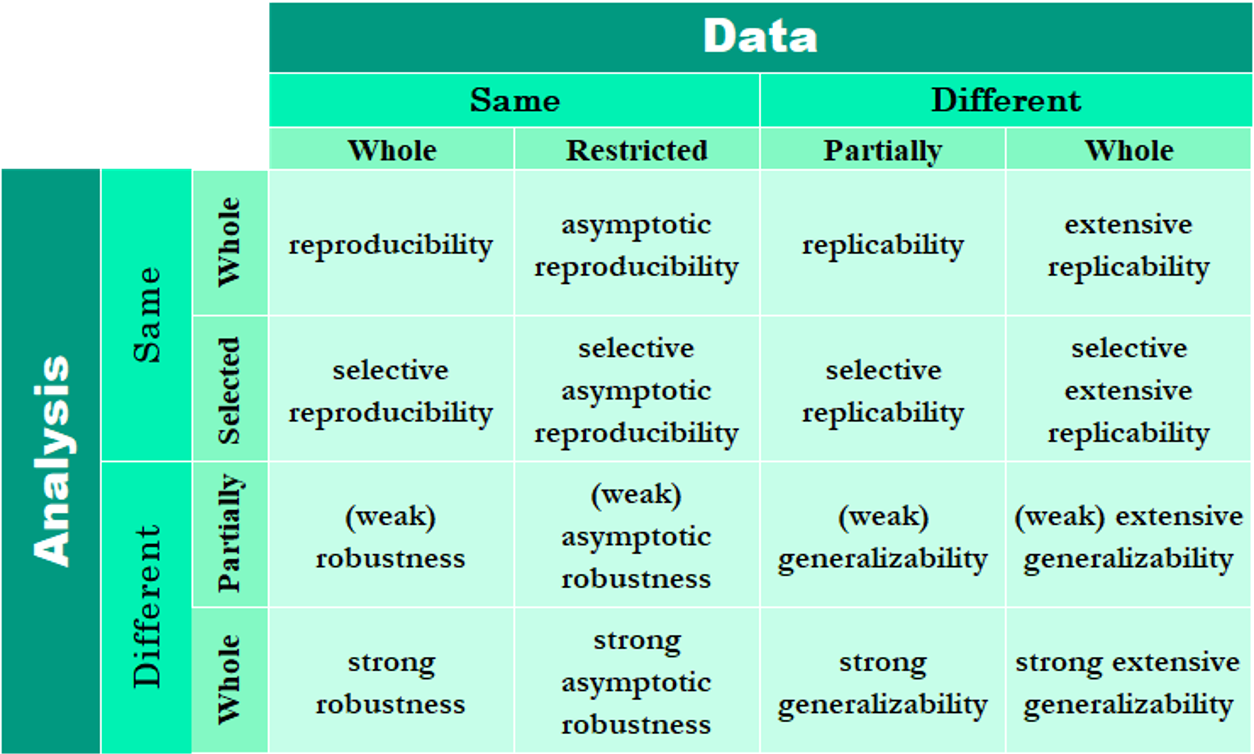 Data
Same
Different
Whole
Restricted
Partially
Whole
Analysis
Same
Whole
reproducibility
asymptotic
reproducibility
replicability
extensive
replicability
Selected
selective
reproducibility
selective
asymptotic
reproducibility
selective
replicability
selective
extensive
replicability
Different
Partially
(weak)
robustness
(weak)
asymptotic
robustness
(weak)
generalizability
(weak) extensive
generalizability
Whole
strong
robustness
strong
asymptotic
robustness
strong
generalizability
strong extensive
generalizability